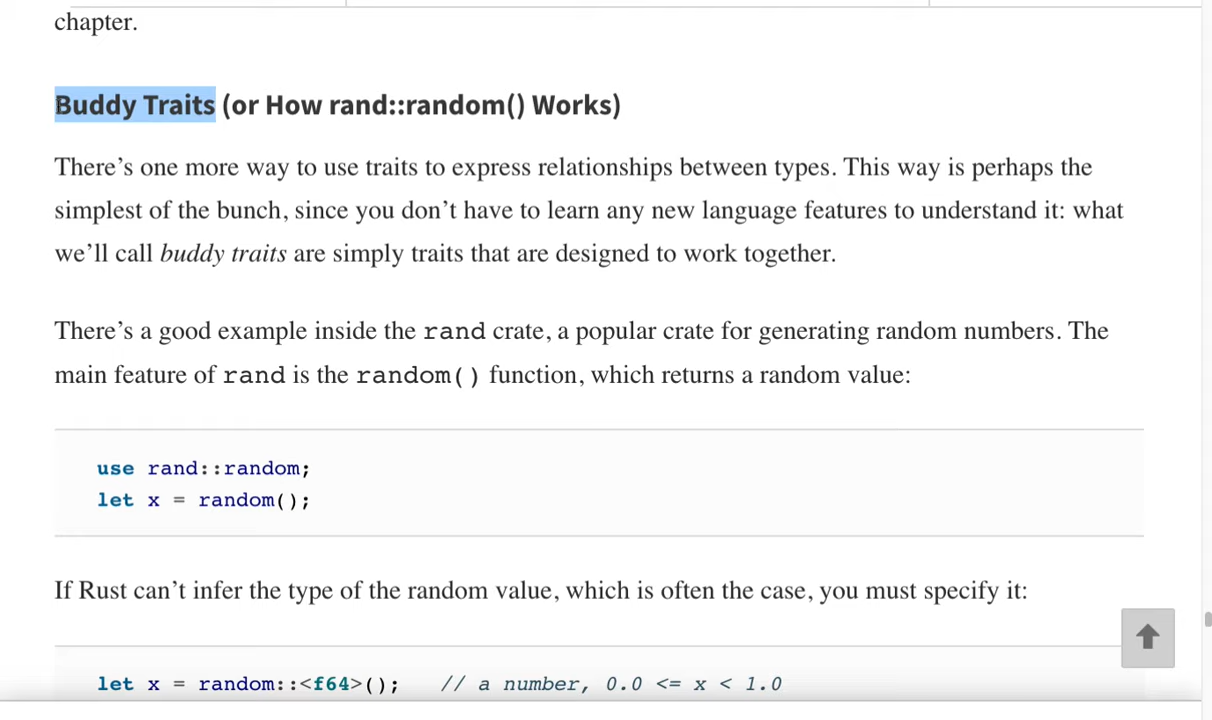 chapter.
Buddy Traits (or How rand::random() Works)
There’s one more way to use traits to express relationships between types. This way is perhaps the
simplest of the bunch, since you don’t have to learn any new language features to understand it: what
we’ll call buddy traits are simply traits that are designed to work together.
There’s a good example inside the rand crate, a popular crate for generating random numbers. The
main feature of rand is the random() function, which returns a random value:
use rand::random;
let x = random();
If Rust can’t infer the type of the random value, which is often the case, you must specify it:
let x = random::<f64>();   // a number, 0.0 <= x < 1.0